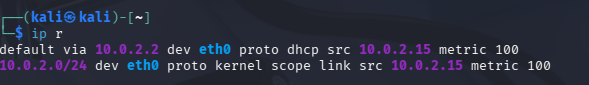 ┌──(kali㉿kali)-[~]
└─$ ip r
default via 10.0.2.2 dev eth0 proto dhcp src 10.0.2.15 metric 100
10.0.2.0/24 dev eth0 proto kernel scope link src 10.0.2.15 metric 100